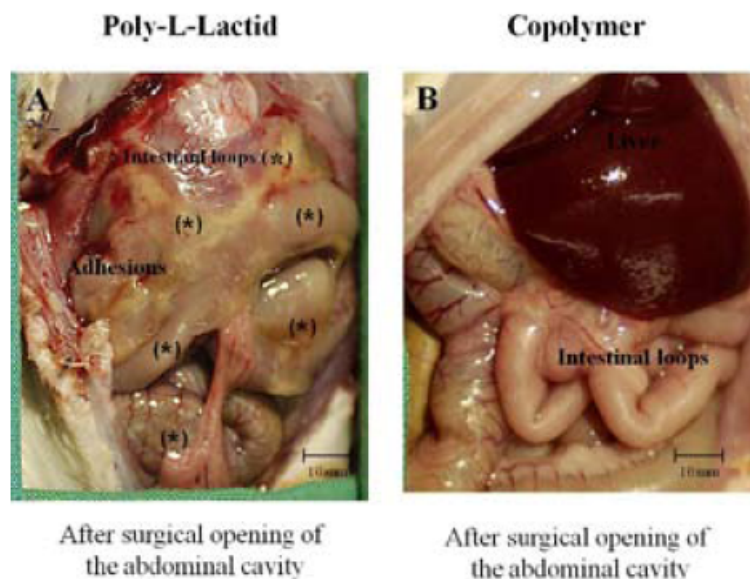 Poly-L-Lactid
Copolymer
A
Intestinal loops (*)
(*)
(*)
Adhesions
(*)
(*)
(*)
10mm
B
Liver
Intestinal loops
10mm
After surgical opening of
the abdominal cavity
After surgical opening of
the abdominal cavity